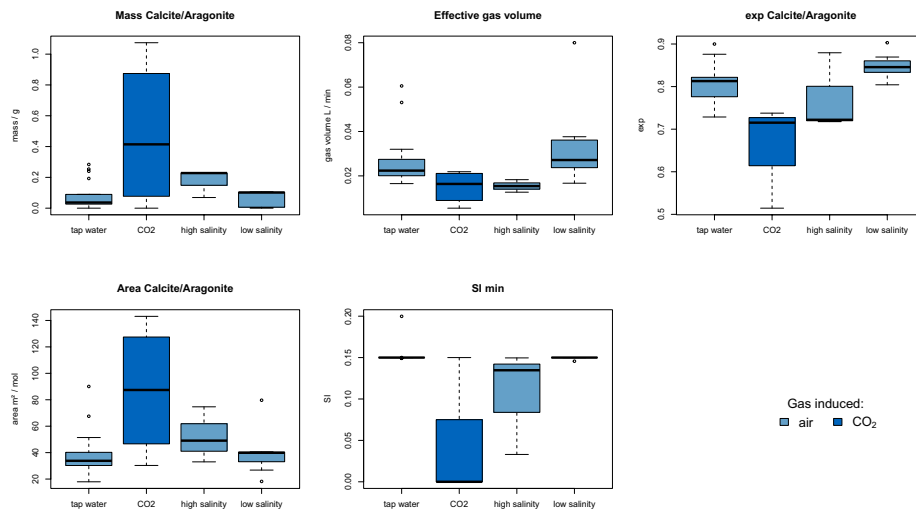 Mass Calcite/Aragonite
mass / g
0.0 0.2 0.4 0.6 0.8 1.0
tap water CO2 high salinity low salinity
Effective gas volume
gas volume L / min
0.02 0.04 0.06 0.08
tap water CO2 high salinity low salinity
exp Calcite/Aragonite
exp
0.5 0.6 0.7 0.8 0.9
tap water CO2 high salinity low salinity
Area Calcite/Aragonite
area m² / mol
20 40 60 80 100 120 140
tap water CO2 high salinity low salinity
SI min
SI
0.00 0.05 0.10 0.15 0.20
tap water CO2 high salinity low salinity
Gas induced:
air CO₂